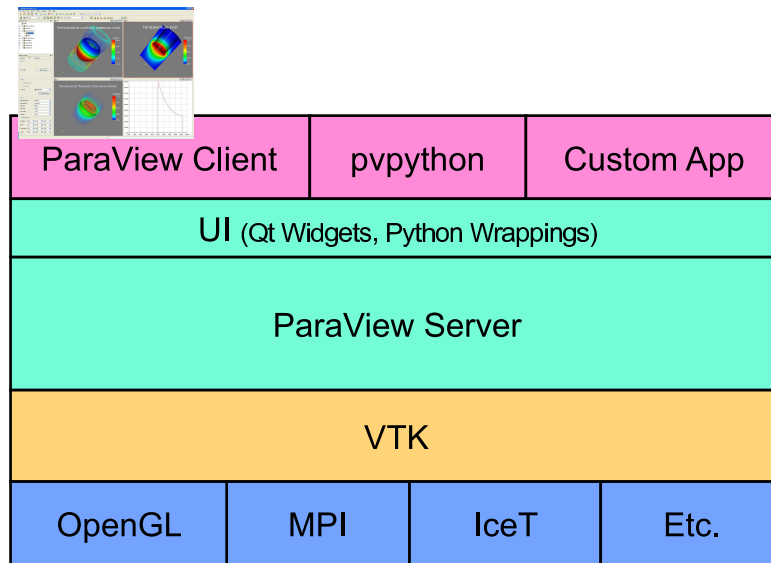 ParaView Client
pvpython
Custom App
UI (Qt Widgets, Python Wrappings)
ParaView Server
VTK
OpenGL
MPI
IceT
Etc.